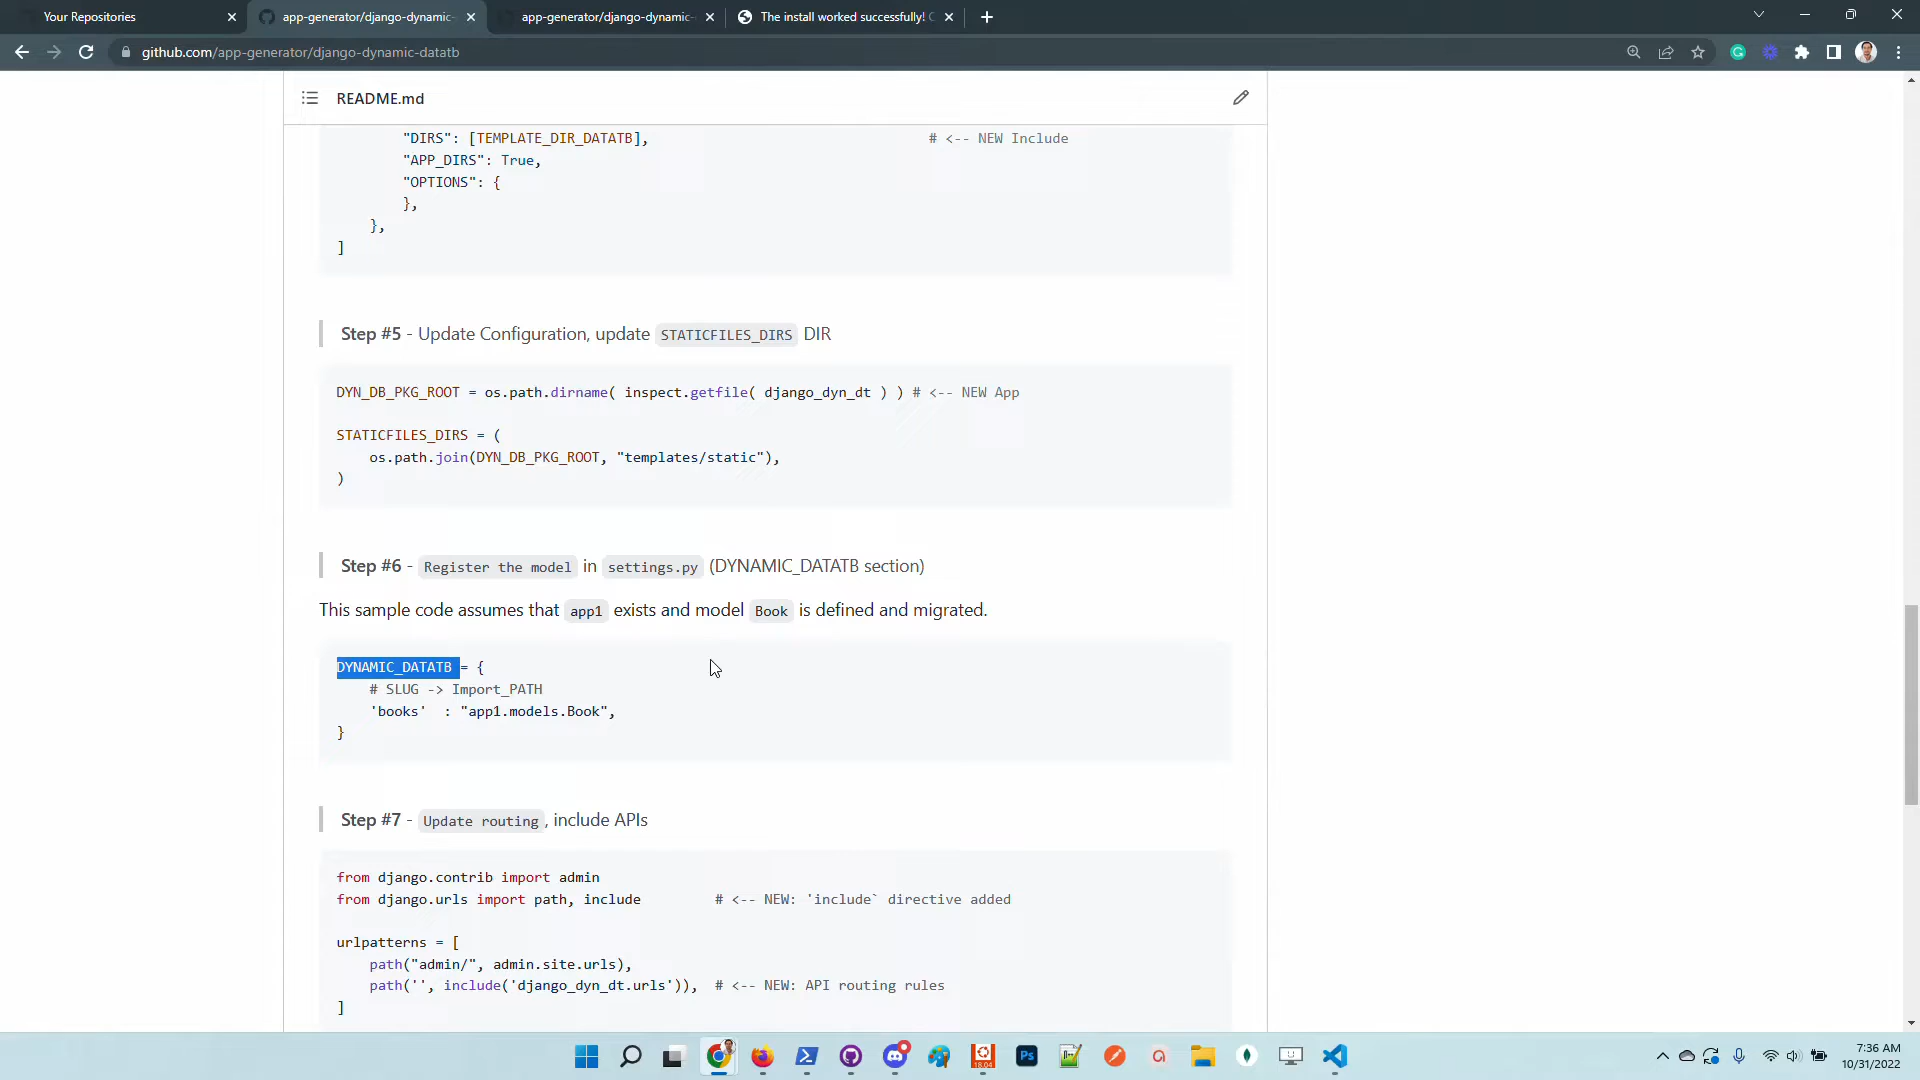 Your Repositories
app-generator/django-dynamic-
app-generator/django-dynamic-
The install worked successfully!
github.com/app-generator/django-dynamic-datatb
README.md
"DIRS": [TEMPLATE_DIR_DATATB], # <-- NEW Include
"APP_DIRS": True,
"OPTIONS": {
},
},
]
Step #5 - Update Configuration, update STATICFILES_DIRS DIR
DYN_DB_PKG_ROOT = os.path.dirname( inspect.getfile( django_dyn_dt ) ) # <-- NEW App
STATICFILES_DIRS = (
os.path.join(DYN_DB_PKG_ROOT, "templates/static"),
)
Step #6 - Register the model in settings.py (DYNAMIC_DATATB section)
This sample code assumes that app1 exists and model Book is defined and migrated.
DYNAMIC_DATATB = {
# SLUG -> Import_PATH
'books' : "app1.models.Book",
}
Step #7 - Update routing, include APIs
from django.contrib import admin
from django.urls import path, include # <-- NEW: 'include` directive added
urlpatterns = [
path("admin/", admin.site.urls),
path('', include('django_dyn_dt.urls')), # <-- NEW: API routing rules
]
Ps
18.04
7:36 AM
10/31/2022